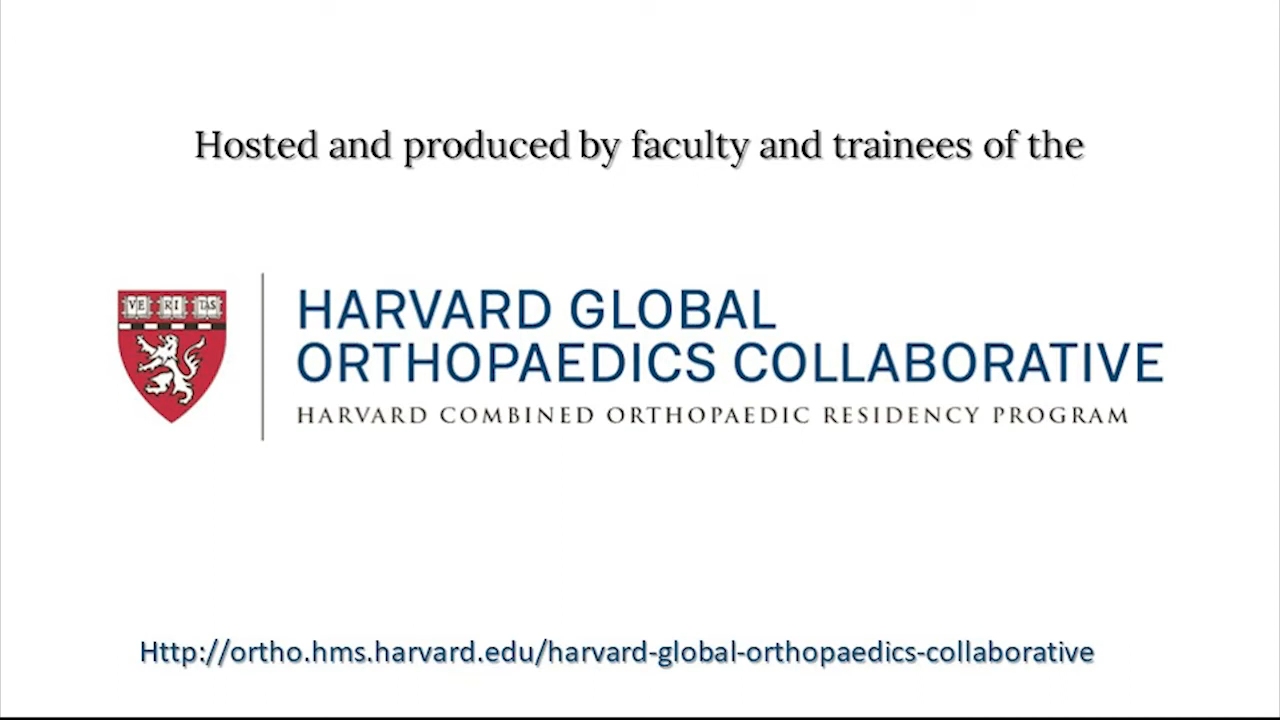 Hosted and produced by faculty and trainees of the
VE RI TAS
HARVARD GLOBAL
ORTHOPAEDICS COLLABORATIVE
HARVARD COMBINED ORTHOPAEDIC RESIDENCY PROGRAM
Http://ortho.hms.harvard.edu/harvard-global-orthopaedics-collaborative